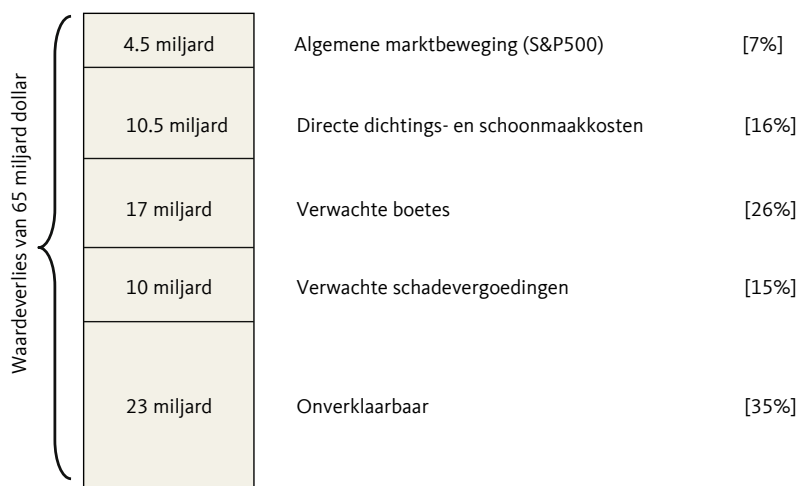 Waardeverlies van 65 miljard dollar
4.5 miljard Algemene marktbeweging (S&P500) [7%]
10.5 miljard Directe dichtings- en schoonmaakkosten [16%]
17 miljard Verwachte boetes [26%]
10 miljard Verwachte schadevergoedingen [15%]
23 miljard Onverklaarbaar [35%]